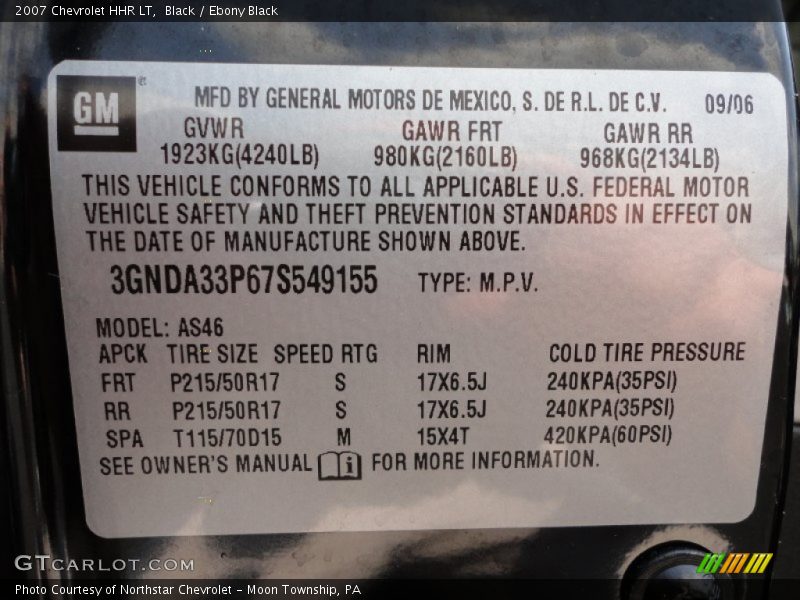 2007 Chevrolet HHR LT, Black / Ebony Black
GM
MFD BY GENERAL MOTORS DE MEXICO, S. DE R.L. DE C.V. 09/06
GVWR GAWR FRT GAWR RR
1923KG(4240LB) 980KG(2160LB) 968KG(2134LB)
THIS VEHICLE CONFORMS TO ALL APPLICABLE U.S. FEDERAL MOTOR
VEHICLE SAFETY AND THEFT PREVENTION STANDARDS IN EFFECT ON
THE DATE OF MANUFACTURE SHOWN ABOVE.
3GNDA33P67S549155 TYPE: M.P.V.
MODEL: AS46
APCK TIRE SIZE SPEED RTG RIM COLD TIRE PRESSURE
FRT P215/50R17 S 17X6.5J 240KPA(35PSI)
RR P215/50R17 S 17X6.5J 240KPA(35PSI)
SPA T115/70D15 M 15X4T 420KPA(60PSI)
SEE OWNER'S MANUAL i FOR MORE INFORMATION.
GTCARLOT.COM
Photo Courtesy of Northstar Chevrolet - Moon Township, PA